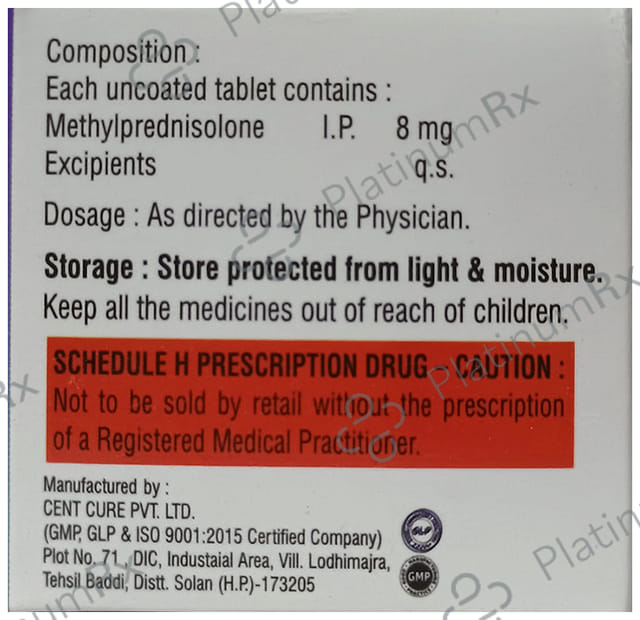 Composition :
Each uncoated tablet contains :
Methylprednisolone I.P. 8 mg
Excipients q.s.
Dosage : As directed by the Physician.
Storage : Store protected from light & moisture.
Keep all the medicines out of reach of children.
SCHEDULE H PRESCRIPTION DRUG - CAUTION :
Not to be sold by retail without the prescription
of a Registered Medical Practitioner.
Manufactured by :
CENT CURE PVT. LTD.
(GMP, GLP & ISO 9001:2015 Certified Company)
Plot No. 71, DIC, Industaial Area, Vill. Lodhimajra,
Tehsil Baddi, Distt. Solan (H.P.)-173205
GLP
GMP
PlatinumRx